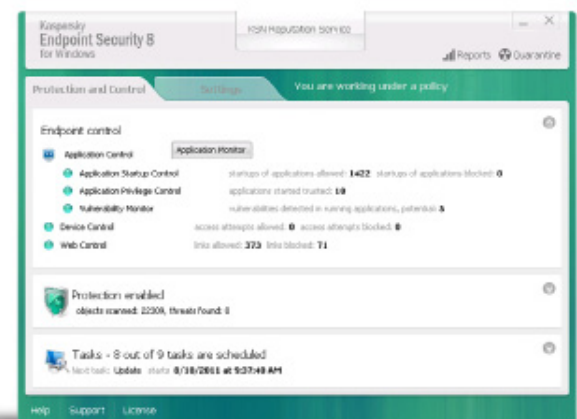 Kaspersky
Endpoint Security 8
for Windows
KSN Reputation Service
Reports Quarantine
Protection and Control Settings You are working under a policy
Endpoint control
Application Control Application Monitor
Application Startup Control startups of applications allowed: 1422 startups of applications blocked: 0
Application Privilege Control applications started trusted: 10
Vulnerability Monitor vulnerabilities detected in running applications, potential: 5
Device Control access attempts allowed: 0 access attempts blocked: 0
Web Control links allowed: 373 links blocked: 71
Protection enabled
objects scanned: 22309, threats found: 0
Tasks - 8 out of 9 tasks are scheduled
Next task: Update starts 8/10/2011 at 9:37:40 AM
Help Support License